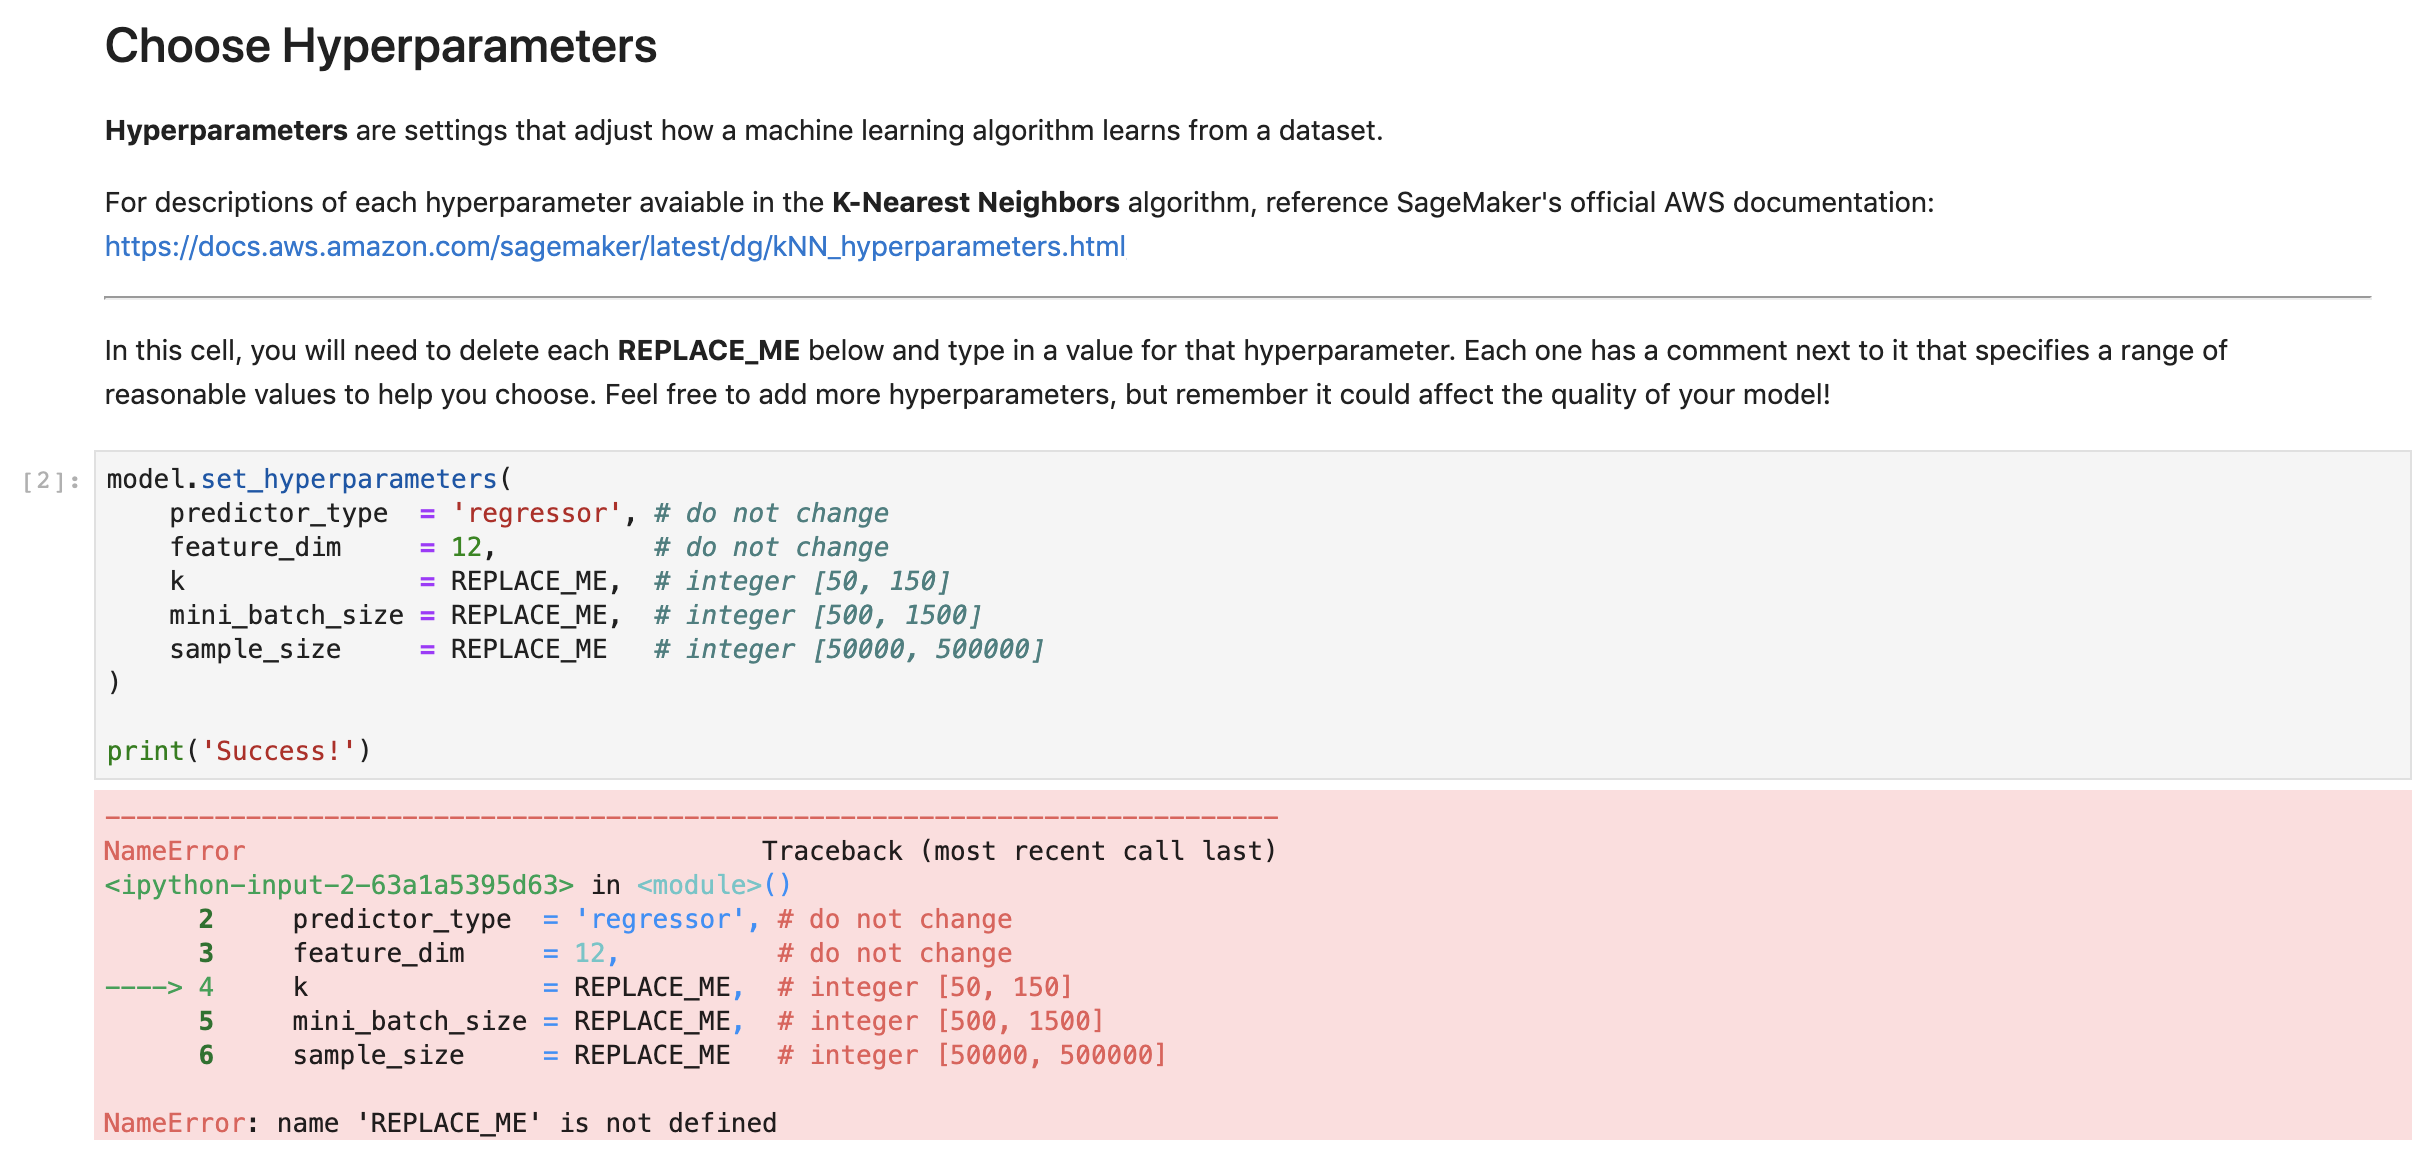 Choose Hyperparameters
Hyperparameters are settings that adjust how a machine learning algorithm learns from a dataset.
For descriptions of each hyperparameter avaiable in the K-Nearest Neighbors algorithm, reference SageMaker's official AWS documentation:
https://docs.aws.amazon.com/sagemaker/latest/dg/kNN_hyperparameters.html
In this cell, you will need to delete each REPLACE_ME below and type in a value for that hyperparameter. Each one has a comment next to it that specifies a range of
reasonable values to help you choose. Feel free to add more hyperparameters, but remember it could affect the quality of your model!
[2]: model.set_hyperparameters(
    predictor_type  = 'regressor', # do not change
    feature_dim     = 12,          # do not change
    k               = REPLACE_ME,  # integer [50, 150]
    mini_batch_size = REPLACE_ME,  # integer [500, 1500]
    sample_size     = REPLACE_ME   # integer [50000, 500000]
)
print('Success!')
---------------------------------------------------------------------------
NameError                                 Traceback (most recent call last)
<ipython-input-2-63a1a5395d63> in <module>()
      2     predictor_type  = 'regressor', # do not change
      3     feature_dim     = 12,          # do not change
----> 4     k               = REPLACE_ME,  # integer [50, 150]
      5     mini_batch_size = REPLACE_ME,  # integer [500, 1500]
      6     sample_size     = REPLACE_ME   # integer [50000, 500000]
NameError: name 'REPLACE_ME' is not defined